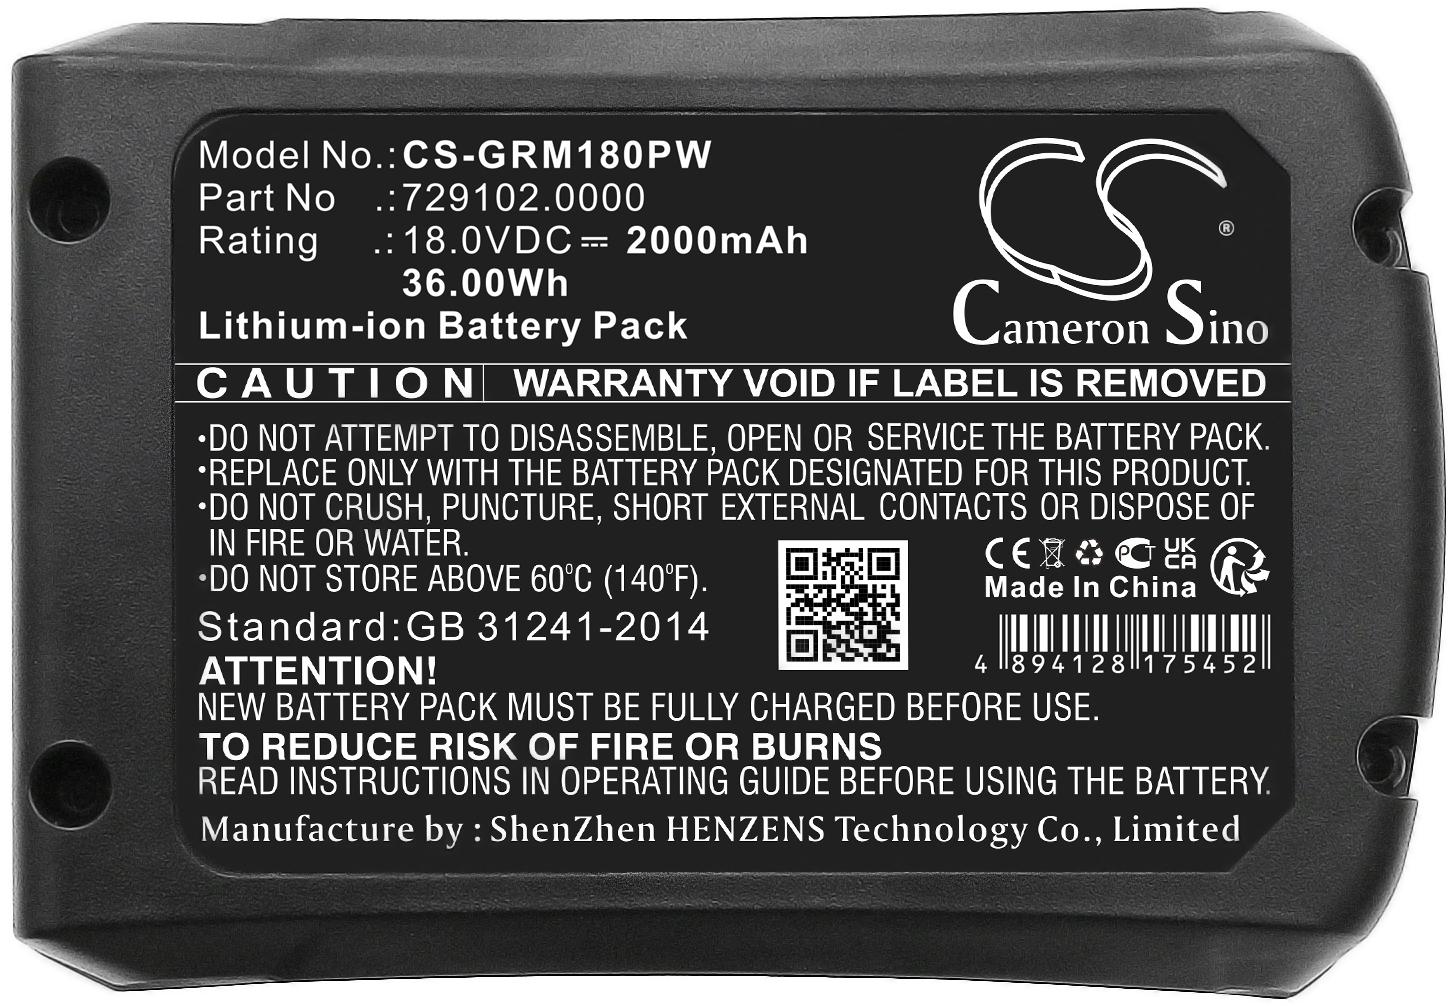 Model No.:CS-GRM180PW
Part No .:729102.0000
Rating .:18.0VDC⎓ 2000mAh
36.00Wh
Lithium-ion Battery Pack
CS
®
Cameron Sino
CAUTION WARRANTY VOID IF LABEL IS REMOVED
•DO NOT ATTEMPT TO DISASSEMBLE, OPEN OR SERVICE THE BATTERY PACK.
•REPLACE ONLY WITH THE BATTERY PACK DESIGNATED FOR THIS PRODUCT.
•DO NOT CRUSH, PUNCTURE, SHORT EXTERNAL CONTACTS OR DISPOSE OF
IN FIRE OR WATER.
•DO NOT STORE ABOVE 60°C (140°F).
CE PCT UK CA
Made In China
Standard:GB 31241-2014
4 894128 175452
ATTENTION!
NEW BATTERY PACK MUST BE FULLY CHARGED BEFORE USE.
TO REDUCE RISK OF FIRE OR BURNS
READ INSTRUCTIONS IN OPERATING GUIDE BEFORE USING THE BATTERY.
Manufacture by : ShenZhen HENZENS Technology Co., Limited